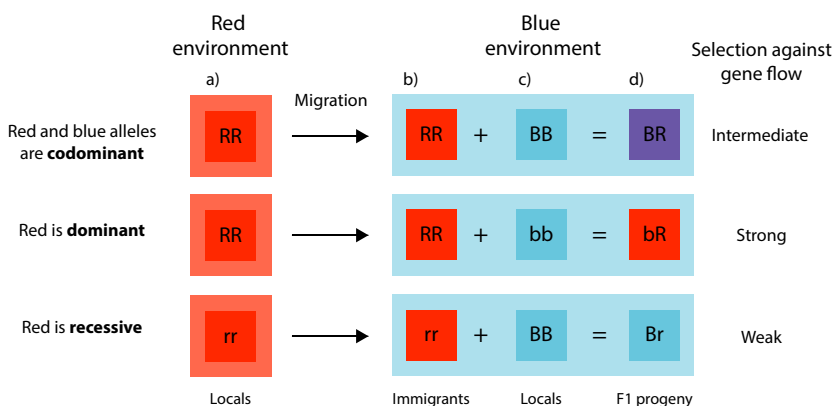 Red
environment
Blue
environment
Selection against
gene flow
a)
Migration
b)
c)
d)
Red and blue alleles
are codominant
RR
RR + BB = BR
Intermediate
Red is dominant
RR
RR + bb = bR
Strong
Red is recessive
rr
rr + BB = Br
Weak
Locals
Immigrants
Locals
F1 progeny